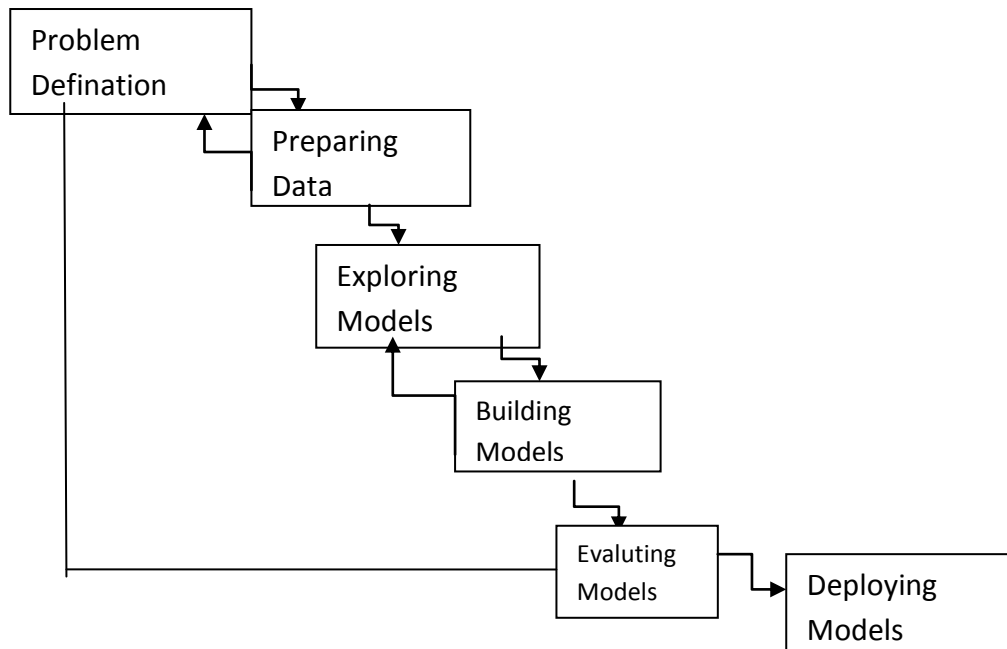 Problem
Defination
Preparing
Data
Exploring
Models
Building
Models
Evaluting
Models
Deploying
Models